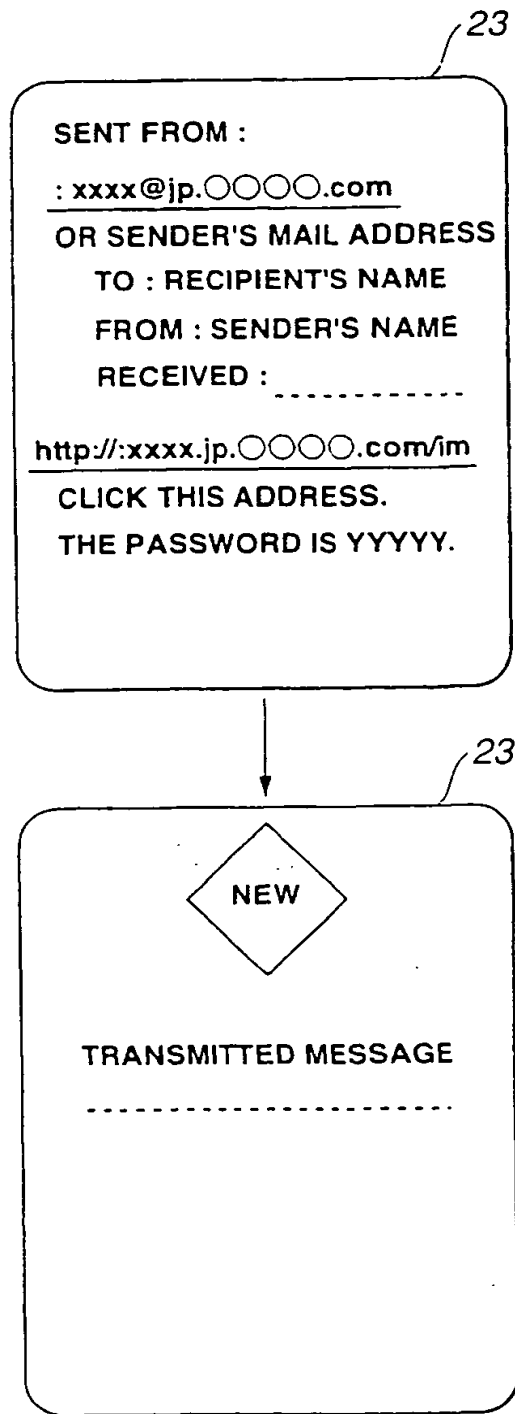 23
SENT FROM :
: xxxx@jp.○○○○.com
OR SENDER'S MAIL ADDRESS
TO : RECIPIENT'S NAME
FROM : SENDER'S NAME
RECEIVED :
http://:xxxx.jp.○○○○.com/im
CLICK THIS ADDRESS.
THE PASSWORD IS YYYYY.
23
NEW
TRANSMITTED MESSAGE